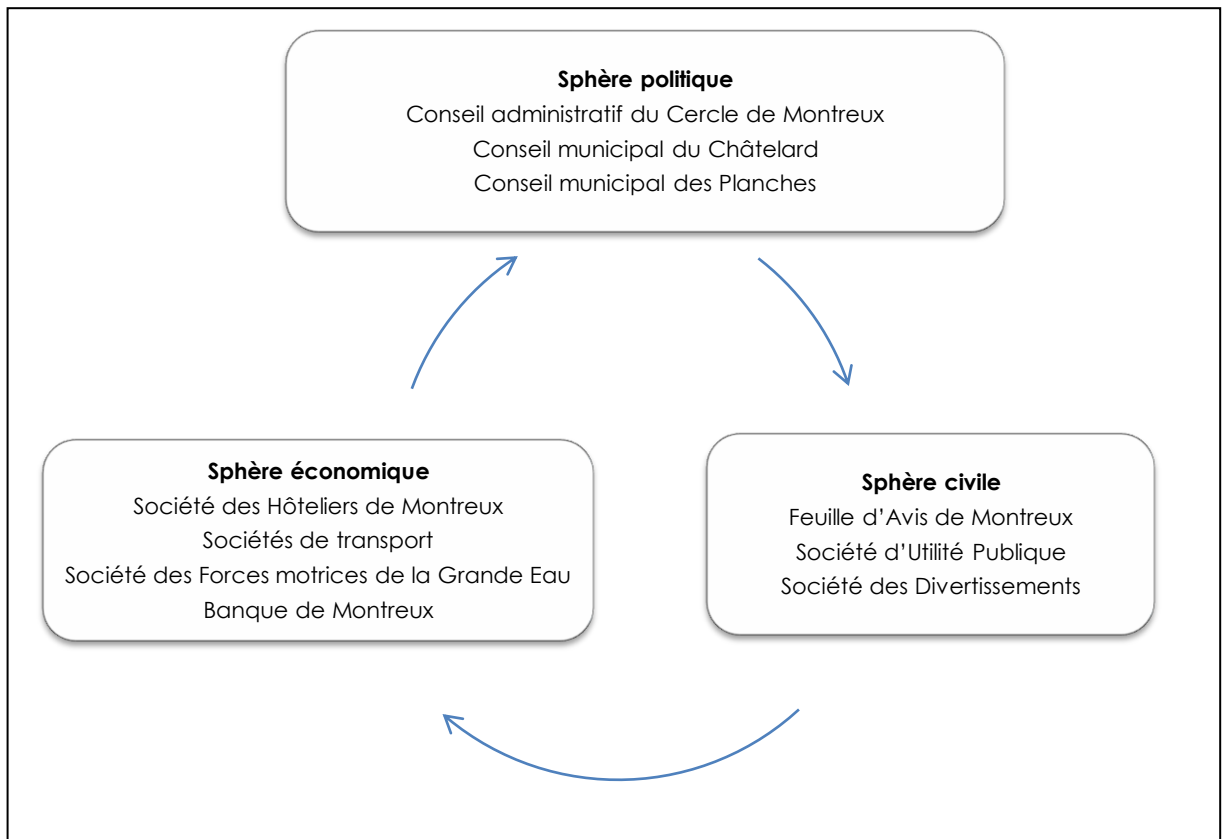 Sphère politique
Conseil administratif du Cercle de Montreux
Conseil municipal du Châtelard
Conseil municipal des Planches
Sphère économique
Société des Hôteliers de Montreux
Sociétés de transport
Société des Forces motrices de la Grande Eau
Banque de Montreux
Sphère civile
Feuille d’Avis de Montreux
Société d’Utilité Publique
Société des Divertissements